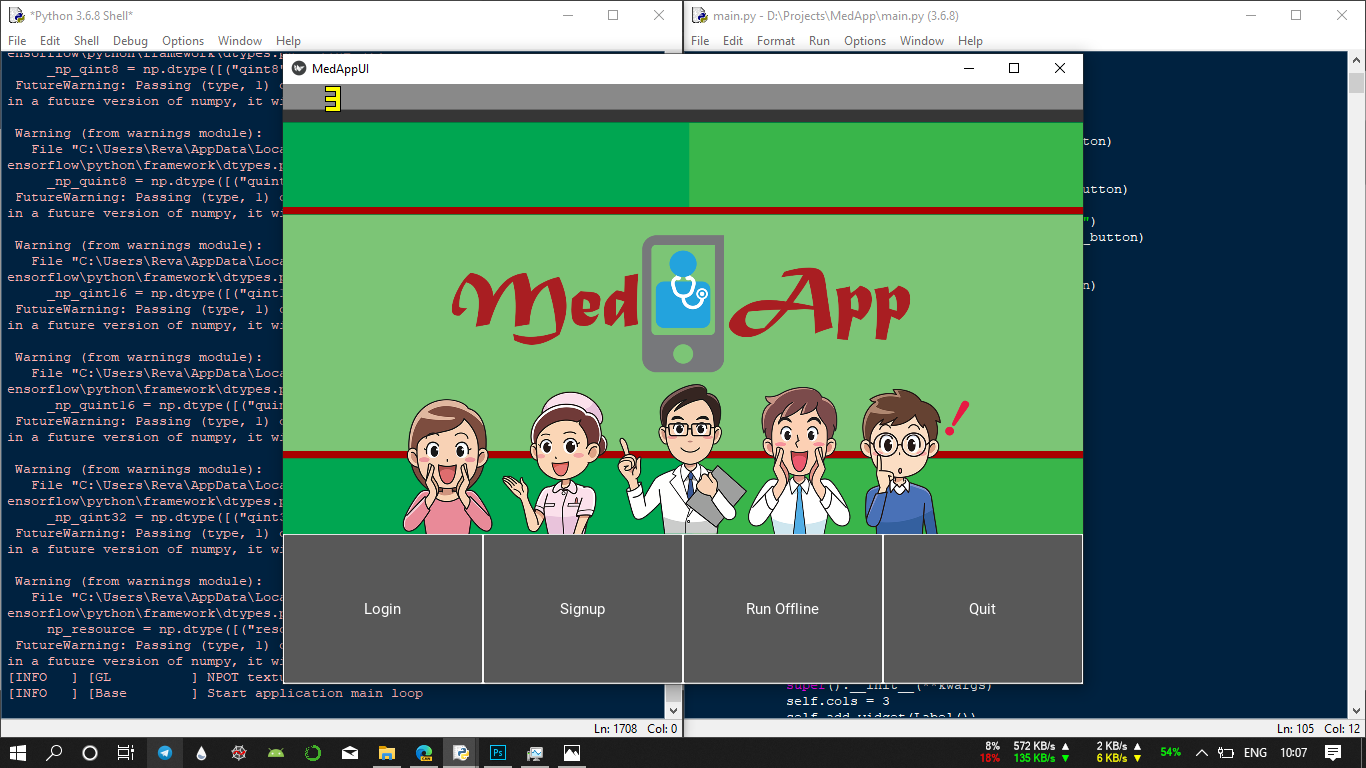 *Python 3.6.8 Shell*
File Edit Shell Debug Options Window Help
ensorflow\python\framework\dtypes.p
_np_qint8 = np.dtype([("qint8"
FutureWarning: Passing (type, 1) o
in a future version of numpy, it wi
Warning (from warnings module):
File "C:\Users\Reva\AppData\Loca
ensorflow\python\framework\dtypes.p
_np_quint8 = np.dtype([("quint
FutureWarning: Passing (type, 1) o
in a future version of numpy, it wi
Warning (from warnings module):
File "C:\Users\Reva\AppData\Loca
ensorflow\python\framework\dtypes.p
_np_qint16 = np.dtype([("qint1
FutureWarning: Passing (type, 1) o
in a future version of numpy, it wi
Warning (from warnings module):
File "C:\Users\Reva\AppData\Loca
ensorflow\python\framework\dtypes.p
_np_quint16 = np.dtype([("quin
FutureWarning: Passing (type, 1) o
in a future version of numpy, it wi
Warning (from warnings module):
File "C:\Users\Reva\AppData\Loca
ensorflow\python\framework\dtypes.p
_np_qint32 = np.dtype([("qint3
FutureWarning: Passing (type, 1) o
in a future version of numpy, it wi
Warning (from warnings module):
File "C:\Users\Reva\AppData\Loca
ensorflow\python\framework\dtypes.p
np_resource = np.dtype([("reso
FutureWarning: Passing (type, 1) o
in a future version of numpy, it wi
[INFO ] [GL ] NPOT textu
[INFO ] [Base ] Start application main loop
Ln: 1708 Col: 0
main.py - D:\Projects\MedApp\main.py (3.6.8)
File Edit Format Run Options Window Help
ton)
utton)
")
_button)
n)
super().__init__(**kwargs)
self.cols = 3
self.add_widget(Label())
Ln: 105 Col: 12
MedAppUI
3
Med App
!
Login Signup Run Offline Quit
8% 572 KB/s 2 KB/s
18% 135 KB/s 6 KB/s
54% ENG 10:07